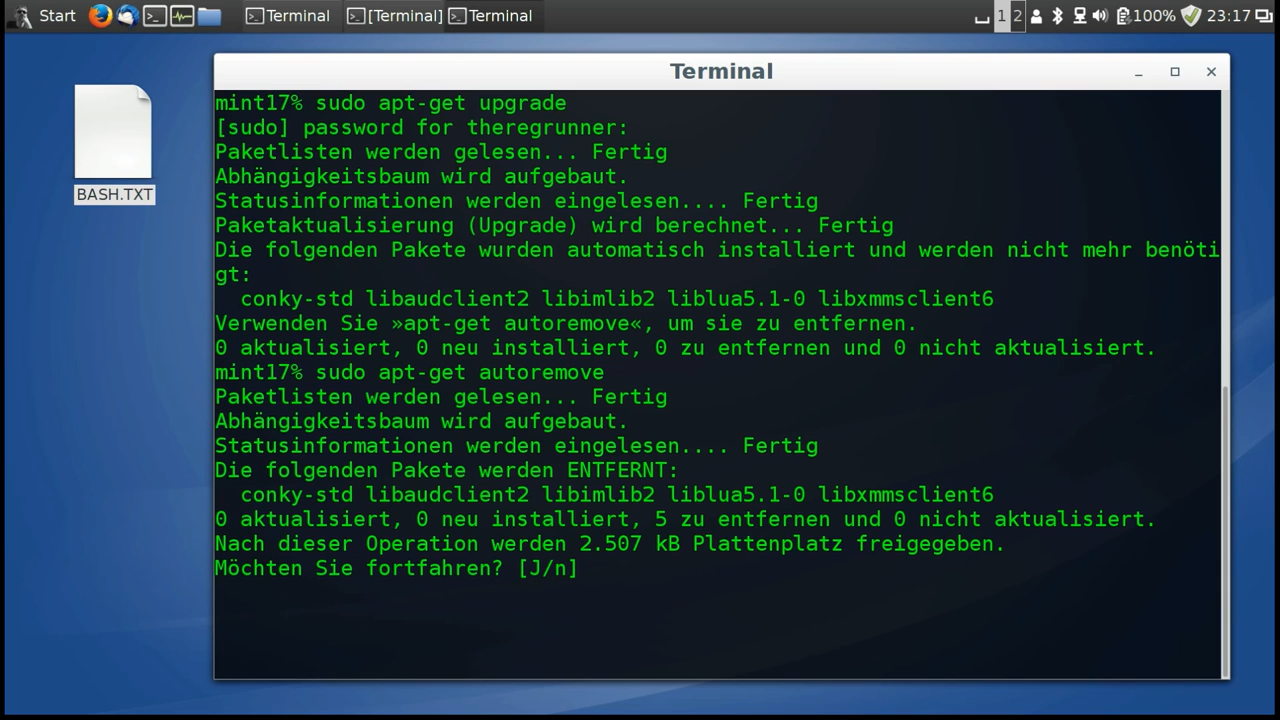 Start Terminal [Terminal] Terminal 1 2 100% 23:17
Terminal
BASH.TXT
mint17% sudo apt-get upgrade
[sudo] password for theregrunner:
Paketlisten werden gelesen... Fertig
Abhängigkeitsbaum wird aufgebaut.
Statusinformationen werden eingelesen.... Fertig
Paketaktualisierung (Upgrade) wird berechnet... Fertig
Die folgenden Pakete wurden automatisch installiert und werden nicht mehr benöti
gt:
  conky-std libaudclient2 libimlib2 liblua5.1-0 libxmmsclient6
Verwenden Sie »apt-get autoremove«, um sie zu entfernen.
0 aktualisiert, 0 neu installiert, 0 zu entfernen und 0 nicht aktualisiert.
mint17% sudo apt-get autoremove
Paketlisten werden gelesen... Fertig
Abhängigkeitsbaum wird aufgebaut.
Statusinformationen werden eingelesen.... Fertig
Die folgenden Pakete werden ENTFERNT:
  conky-std libaudclient2 libimlib2 liblua5.1-0 libxmmsclient6
0 aktualisiert, 0 neu installiert, 5 zu entfernen und 0 nicht aktualisiert.
Nach dieser Operation werden 2.507 kB Plattenplatz freigegeben.
Möchten Sie fortfahren? [J/n]